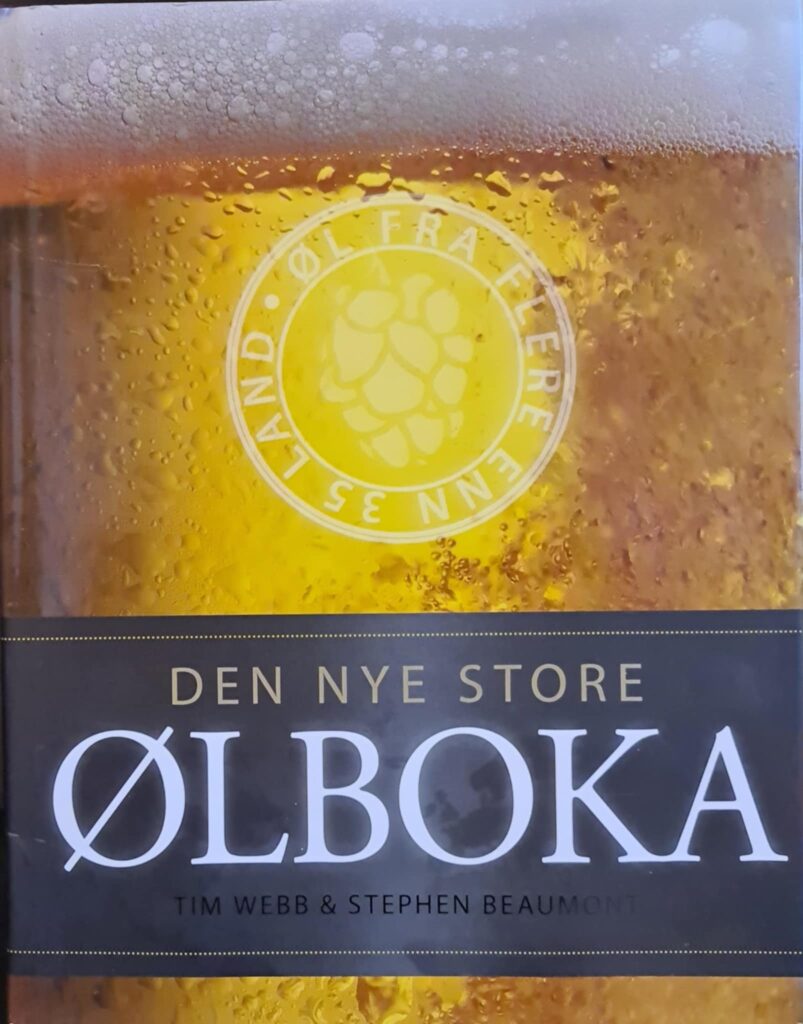 ØL FRA FLERE ENN 35 LAND •
DEN NYE STORE
ØLBOKA
TIM WEBB & STEPHEN BEAUMONT